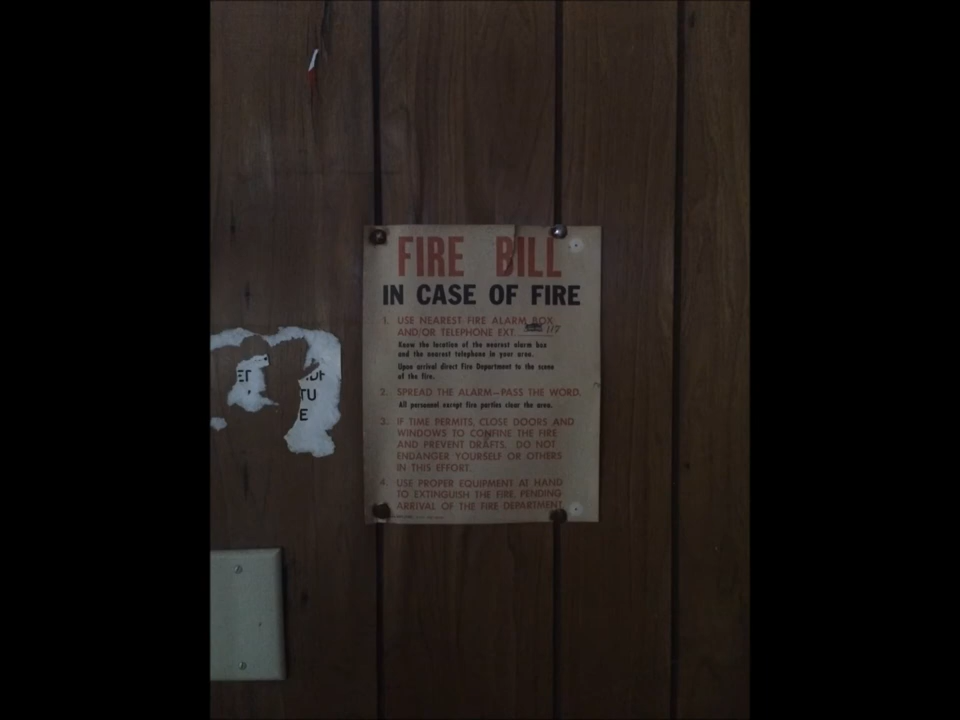 FIRE BILL
IN CASE OF FIRE
1. USE NEAREST FIRE ALARM BOX
AND/OR TELEPHONE EXT. 117
Know the location of the nearest alarm box
and the nearest telephone in your area.
Upon arrival direct Fire Department to the scene
of the fire.
2. SPREAD THE ALARM—PASS THE WORD.
All personnel except fire parties clear the area.
3. IF TIME PERMITS, CLOSE DOORS AND
WINDOWS TO CONFINE THE FIRE
AND PREVENT DRAFTS. DO NOT
ENDANGER YOURSELF OR OTHERS
IN THIS EFFORT.
4. USE PROPER EQUIPMENT AT HAND
TO EXTINGUISH THE FIRE, PENDING
ARRIVAL OF THE FIRE DEPARTMENT.
TU
E